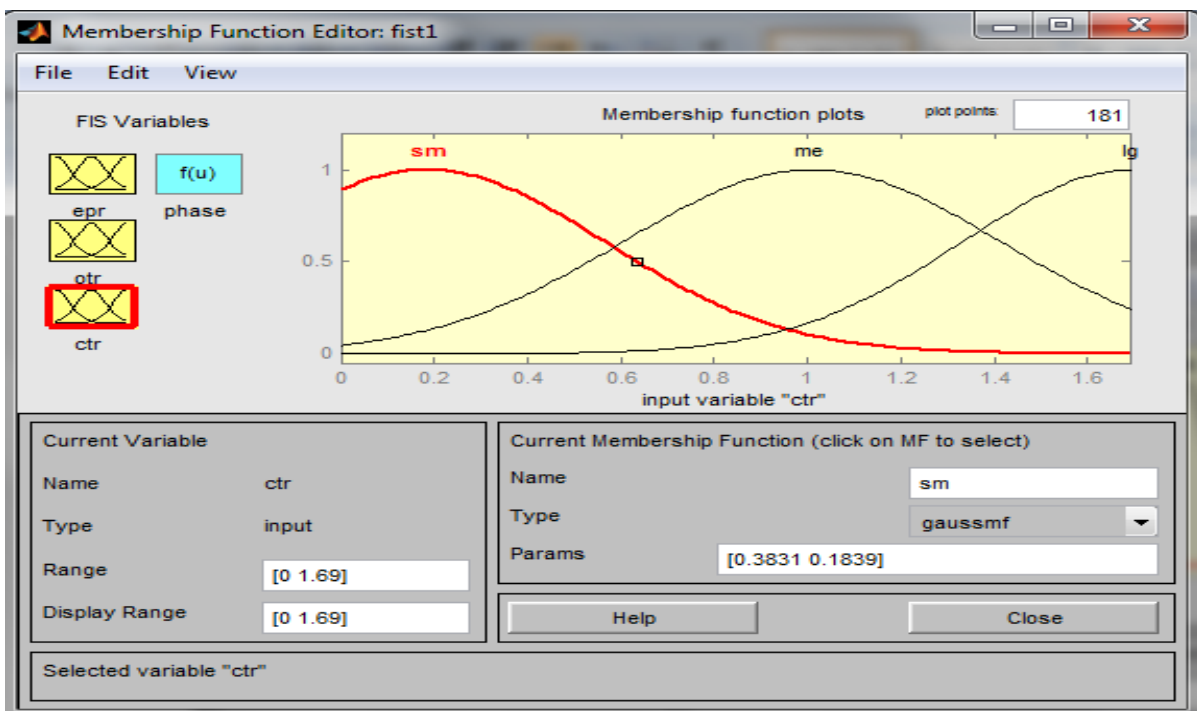 Membership Function Editor: fist1
File Edit View
FIS Variables
Membership function plots
plot points:
181
f(u)
epr
phase
otr
ctr
sm
me
lg
1
0.5
0
0 0.2 0.4 0.6 0.8 1 1.2 1.4 1.6
input variable "ctr"
Current Variable
Name ctr
Type input
Range [0 1.69]
Display Range [0 1.69]
Current Membership Function (click on MF to select)
Name sm
Type gaussmf
Params [0.3831 0.1839]
Help Close
Selected variable "ctr"